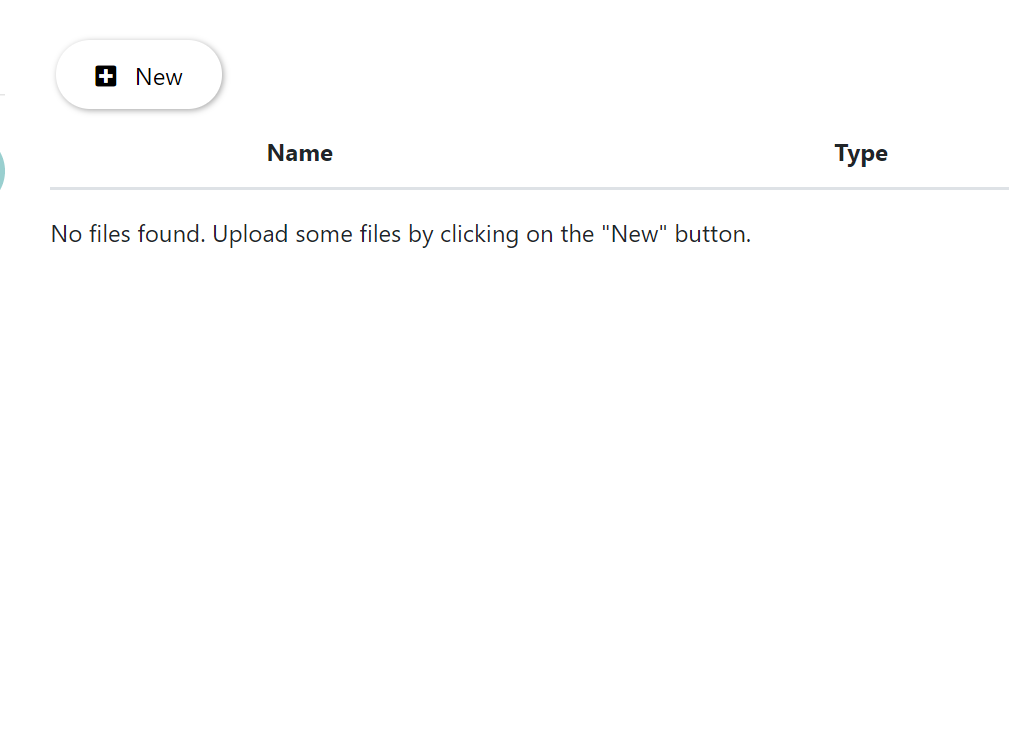 New
Name Type
No files found. Upload some files by clicking on the "New" button.